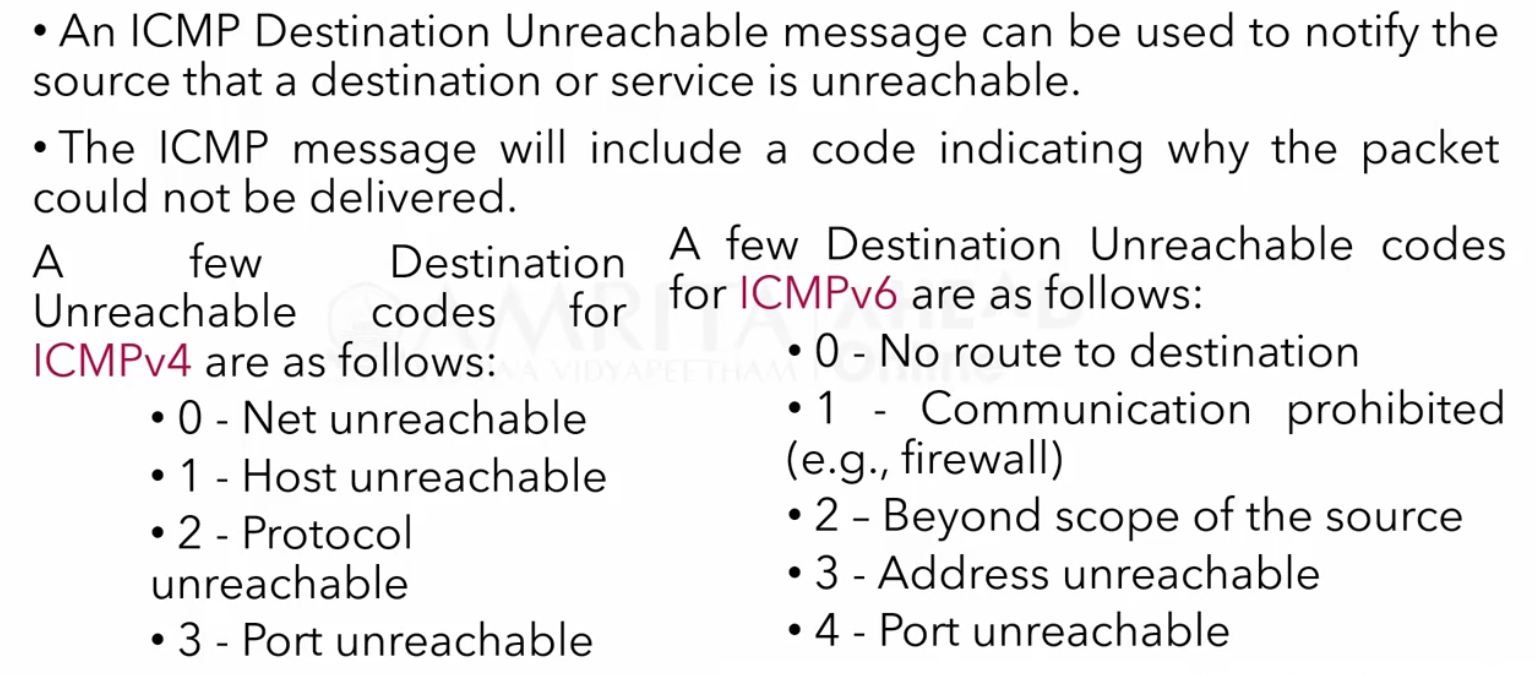 • An ICMP Destination Unreachable message can be used to notify the
source that a destination or service is unreachable.
• The ICMP message will include a code indicating why the packet
could not be delivered.
A few Destination
Unreachable codes for
ICMPv4 are as follows:
• 0 - Net unreachable
• 1 - Host unreachable
• 2 - Protocol
unreachable
• 3 - Port unreachable
A few Destination Unreachable codes
for ICMPv6 are as follows:
• 0 - No route to destination
• 1 - Communication prohibited
(e.g., firewall)
• 2 – Beyond scope of the source
• 3 - Address unreachable
• 4 - Port unreachable
AMRITA
VIDYAPEETHAM
AHEAD
Online